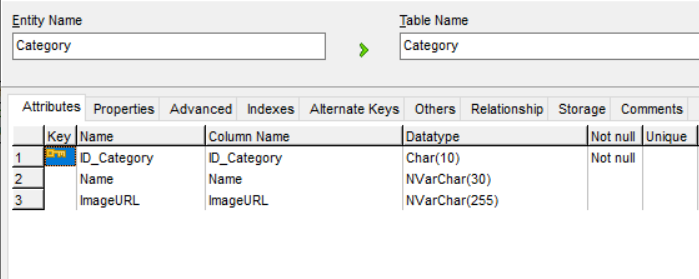 Entity Name Table Name
Category Category
Attributes Properties Advanced Indexes Alternate Keys Others Relationship Storage Comments
Key Name Column Name Datatype Not null Unique
1 ID_Category ID_Category Char(10) Not null
2 Name Name NVarChar(30)
3 ImageURL ImageURL NVarChar(255)